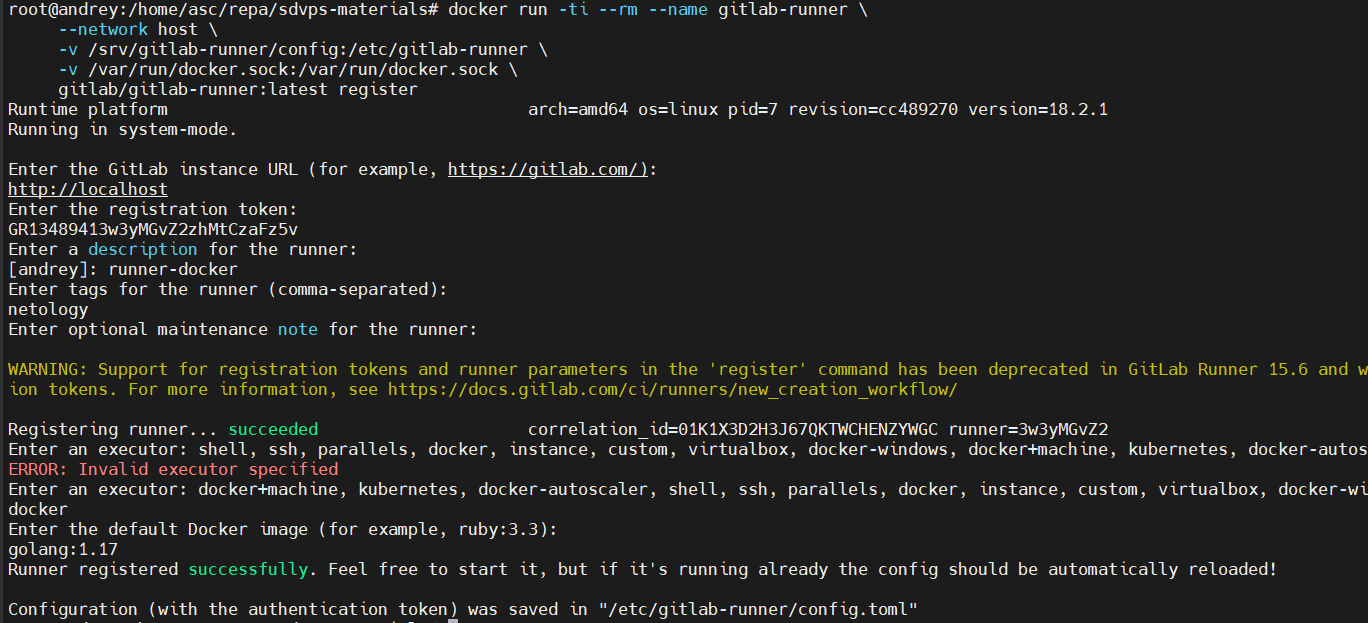 root@andrey:/home/asc/repa/sdvps-materials# docker run -ti --rm --name gitlab-runner \
--network host \
-v /srv/gitlab-runner/config:/etc/gitlab-runner \
-v /var/run/docker.sock:/var/run/docker.sock \
gitlab/gitlab-runner:latest register
Runtime platform arch=amd64 os=linux pid=7 revision=cc489270 version=18.2.1
Running in system-mode.
Enter the GitLab instance URL (for example, https://gitlab.com/):
http://localhost
Enter the registration token:
GR13489413w3yMGvZ2zhMtCzaFz5v
Enter a description for the runner:
[andrey]: runner-docker
Enter tags for the runner (comma-separated):
netology
Enter optional maintenance note for the runner:
WARNING: Support for registration tokens and runner parameters in the 'register' command has been deprecated in GitLab Runner 15.6 and w
ion tokens. For more information, see https://docs.gitlab.com/ci/runners/new_creation_workflow/
Registering runner... succeeded correlation_id=01K1X3D2H3J67QKTWCHENZYWGC runner=3w3yMGvZ2
Enter an executor: shell, ssh, parallels, docker, instance, custom, virtualbox, docker-windows, docker+machine, kubernetes, docker-autos
ERROR: Invalid executor specified
Enter an executor: docker+machine, kubernetes, docker-autoscaler, shell, ssh, parallels, docker, instance, custom, virtualbox, docker-wi
docker
Enter the default Docker image (for example, ruby:3.3):
golang:1.17
Runner registered successfully. Feel free to start it, but if it's running already the config should be automatically reloaded!
Configuration (with the authentication token) was saved in "/etc/gitlab-runner/config.toml"